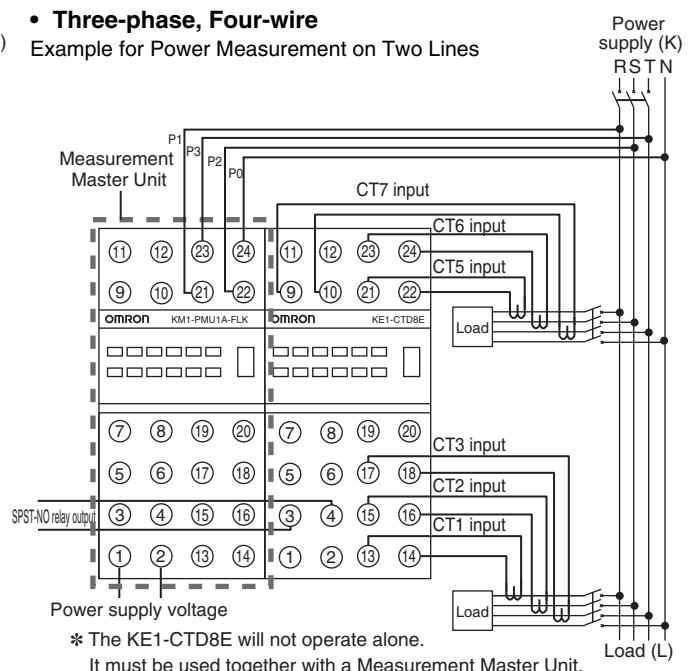 • Three-phase, Four-wire
)
Example for Power Measurement on Two Lines
Power
supply (K)
R S T N
P1
P3
P2
P0
Measurement
Master Unit
CT7 input
CT6 input
CT5 input
11 12 23 24 11 12 23 24
9 10 21 22 9 10 21 22
OMRON KM1-PMU1A-FLK OMRON KE1-CTD8E
Load
7 8 19 20 7 8 19 20
CT3 input
5 6 17 18 5 6 17 18
CT2 input
SPST-NO relay output
3 4 15 16 3 4 15 16
CT1 input
1 2 13 14 1 2 13 14
Load
Power supply voltage
Load (L)
* The KE1-CTD8E will not operate alone.
It must be used together with a Measurement Master Unit.